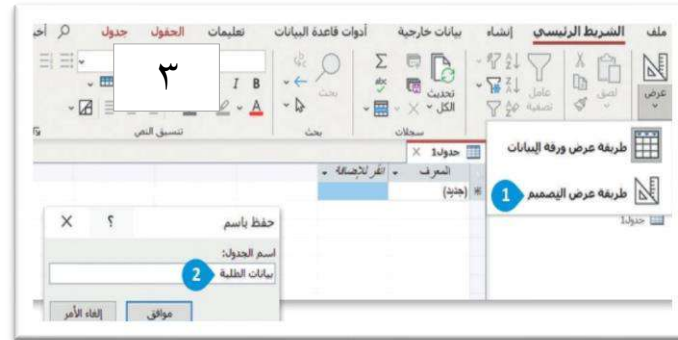 ملف الشريط الرئيسي إنشاء بيانات خارجية أدوات قاعدة البيانات تعليمات الحقول جدول
عرض
لصق
عامل تصفية
تحديث الكل
بحث
B I
A
٣
سجلات
بحث
تنسيق النص
طريقة عرض ورقة البيانات
طريقة عرض التصميم
1
جدول1
جدول1
المعرف
انقر للإضافة
(جديد)
حفظ باسم
؟ X
اسم الجدول:
بيانات الطلبة
2
موافق
إلغاء الأمر